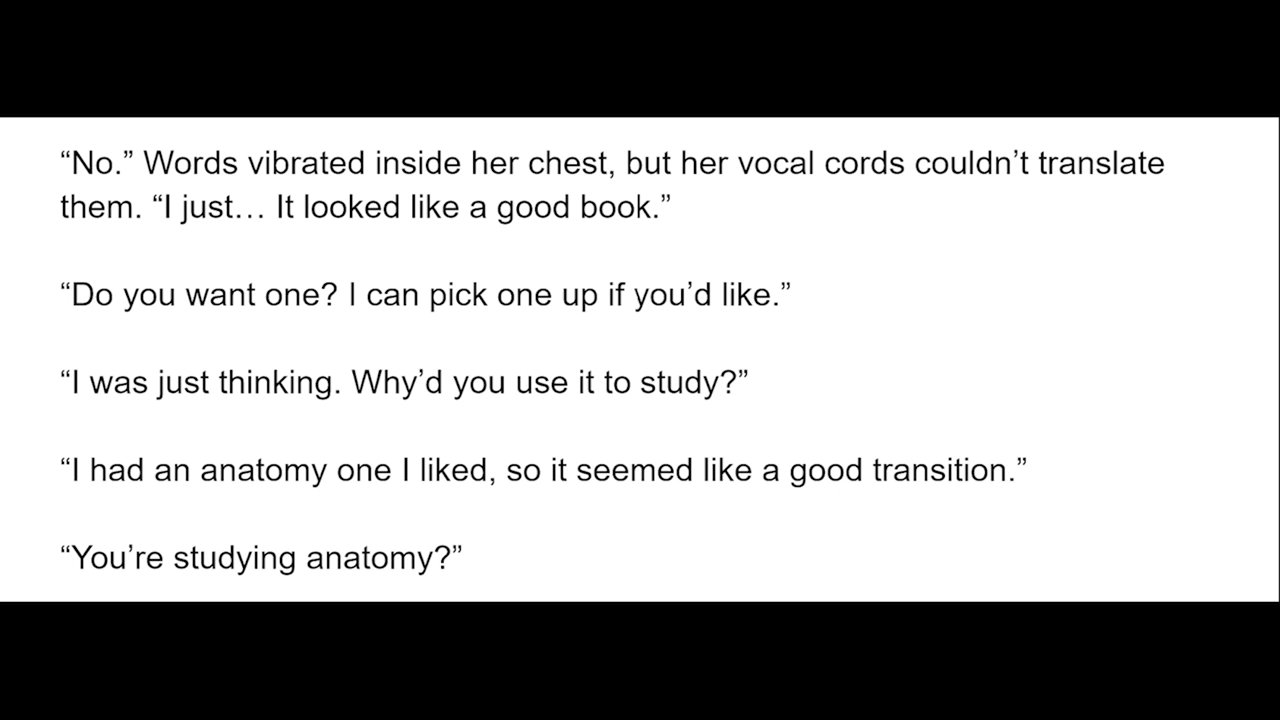 “No.” Words vibrated inside her chest, but her vocal cords couldn’t translate
them. “I just… It looked like a good book.”
“Do you want one? I can pick one up if you’d like.”
“I was just thinking. Why’d you use it to study?”
“I had an anatomy one I liked, so it seemed like a good transition.”
“You’re studying anatomy?”